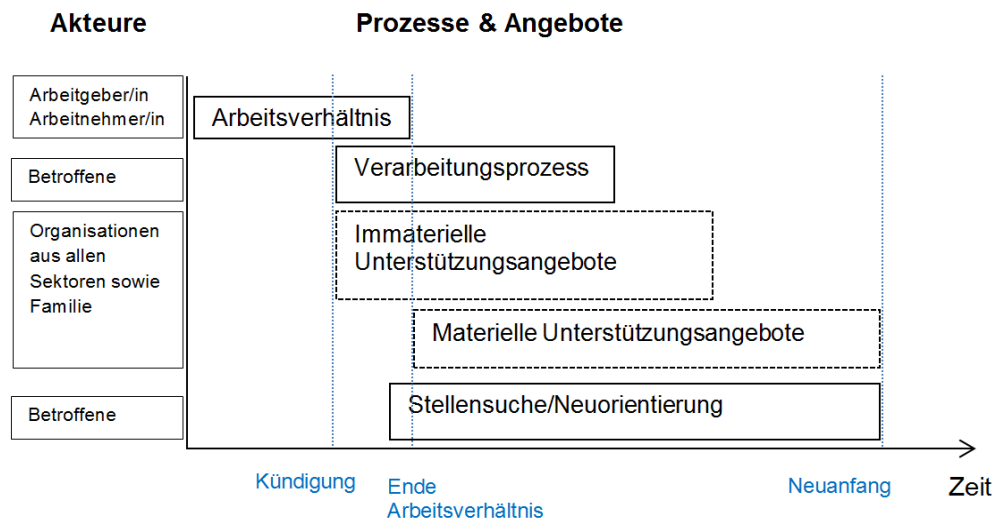 Akteure
Prozesse & Angebote
Arbeitgeber/in
Arbeitnehmer/in
Arbeitsverhältnis
Betroffene
Verarbeitungsprozess
Organisationen
aus allen
Sektoren sowie
Familie
Immaterielle
Unterstützungsangebote
Materielle Unterstützungsangebote
Betroffene
Stellensuche/Neuorientierung
Kündigung
Ende
Arbeitsverhältnis
Neuanfang
Zeit